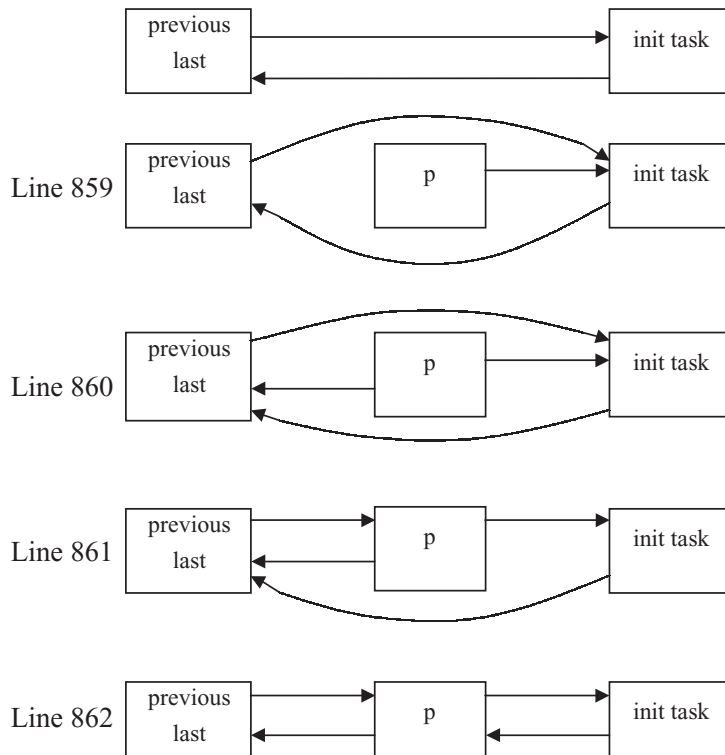 previous
last
init task
Line 859
previous
last
p
init task
Line 860
previous
last
p
init task
Line 861
previous
last
p
init task
Line 862
previous
last
p
init task